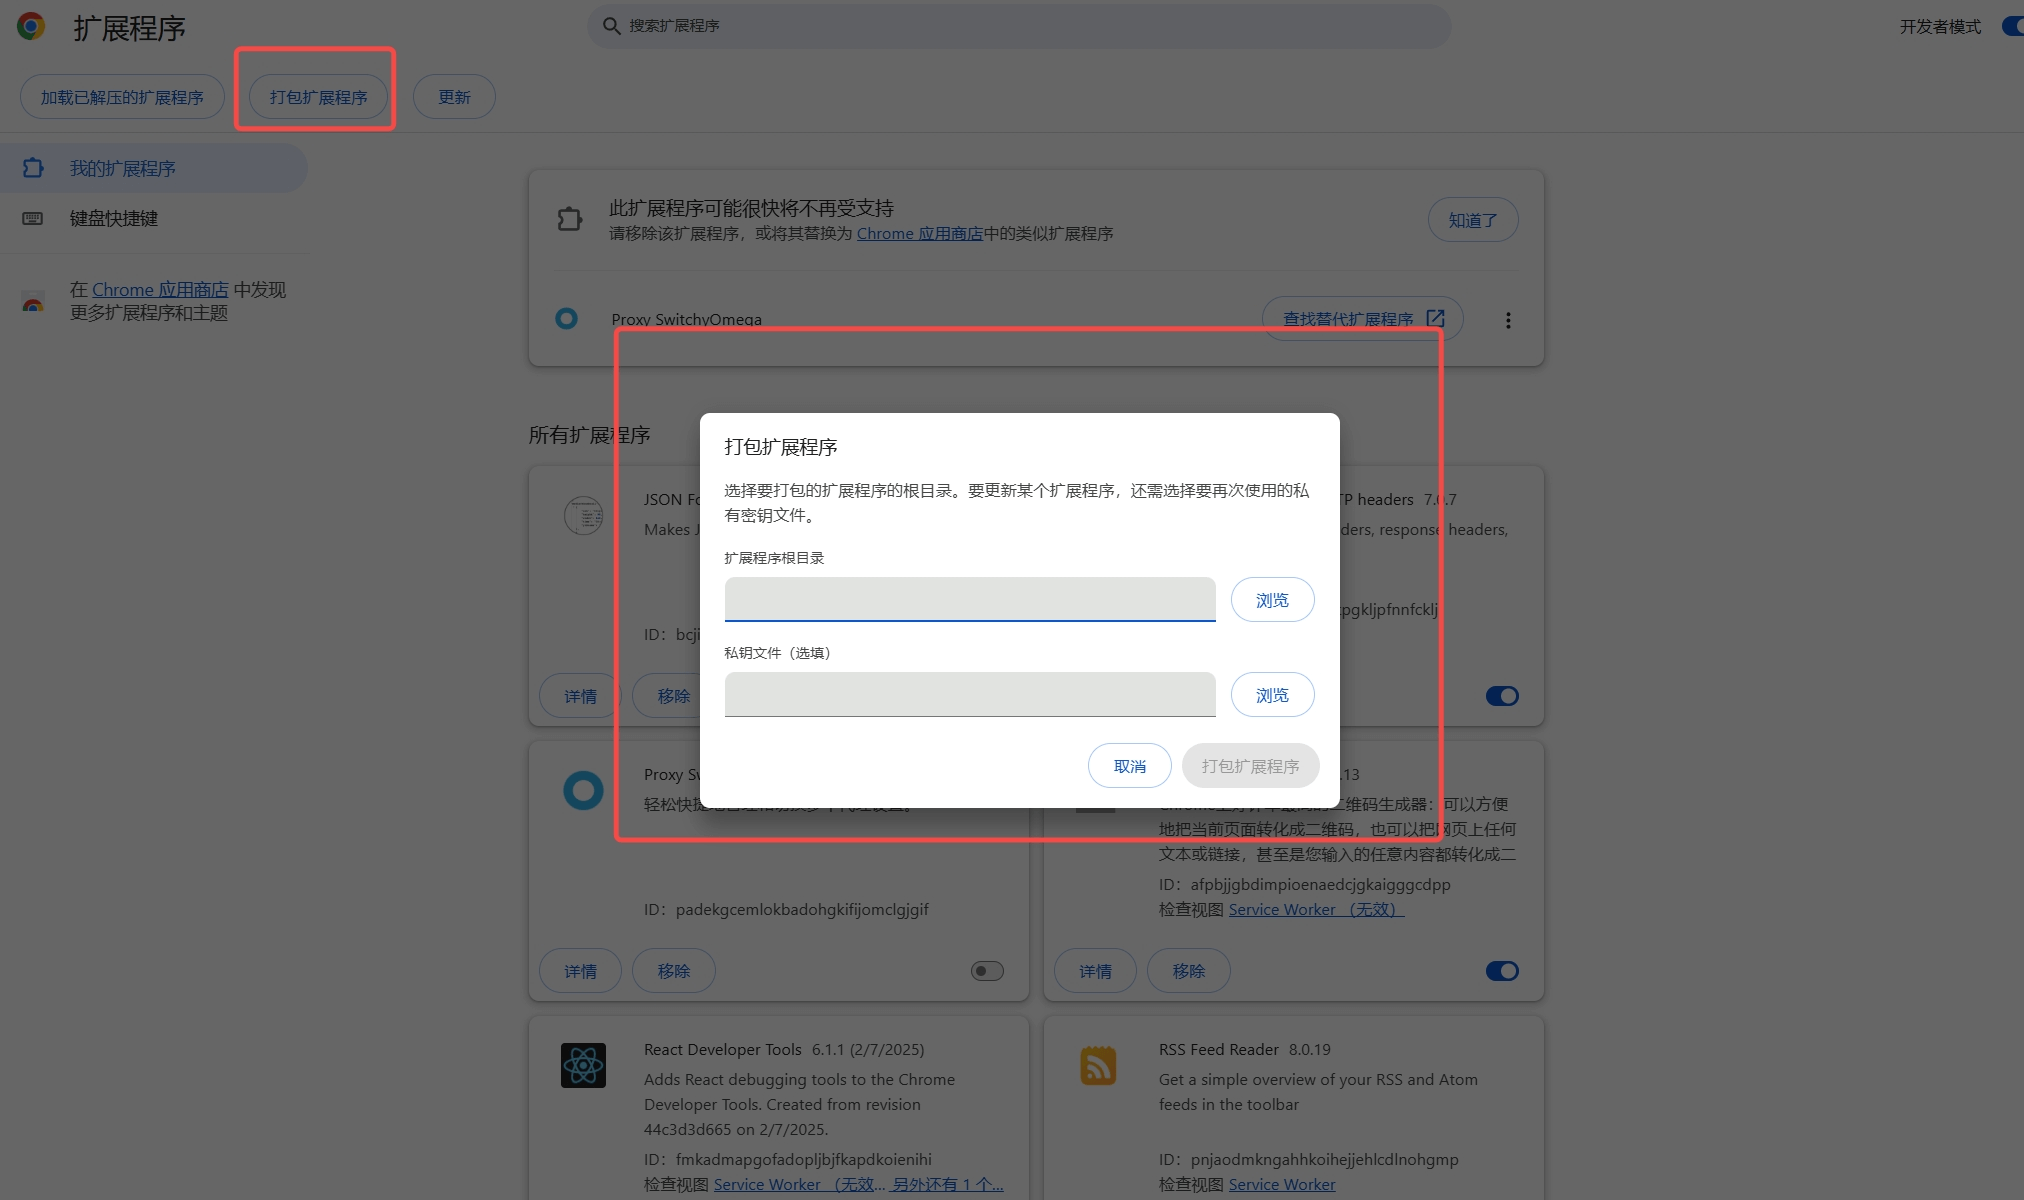 扩展程序
搜索扩展程序
开发者模式
加载已解压的扩展程序
打包扩展程序
更新
我的扩展程序
键盘快捷键
在 Chrome 应用商店 中发现
更多扩展程序和主题
此扩展程序可能很快将不再受支持
请移除该扩展程序，或将其替换为 Chrome 应用商店中的类似扩展程序
知道了
Proxy SwitchyOmega
查找替代扩展程序
所有扩展程序
打包扩展程序
选择要打包的扩展程序的根目录。要更新某个扩展程序，还需选择要再次使用的私
有密钥文件。
扩展程序根目录
浏览
私钥文件（选填）
浏览
取消
打包扩展程序
JSON
Makes
ID：
详情
移除
headers 7.0.7
response headers,
Proxy
ID：padekgcemlokbadohgkifijomclgjgif
详情
移除
.13
二维码生成器：可以方便
地把当前页面转化成二维码，也可以把网页上任何
文本或链接，甚至是您输入的任意内容都转化成二
ID：afpbjjgbdimpioenaedcjgkaigggcdpp
检查视图 Service Worker （无效）
详情
移除
React Developer Tools 6.1.1 (2/7/2025)
Adds React debugging tools to the Chrome
Developer Tools. Created from revision
44c3d3d665 on 2/7/2025.
ID：fmkadmapgofadopljbjfkapdkoienihi
检查视图 Service Worker （无效... 另外还有 1 个...
RSS Feed Reader 8.0.19
Get a simple overview of your RSS and Atom
feeds in the toolbar
ID：pnjaodmkngahhkoihejjehlcdlnohgmp
检查视图 Service Worker